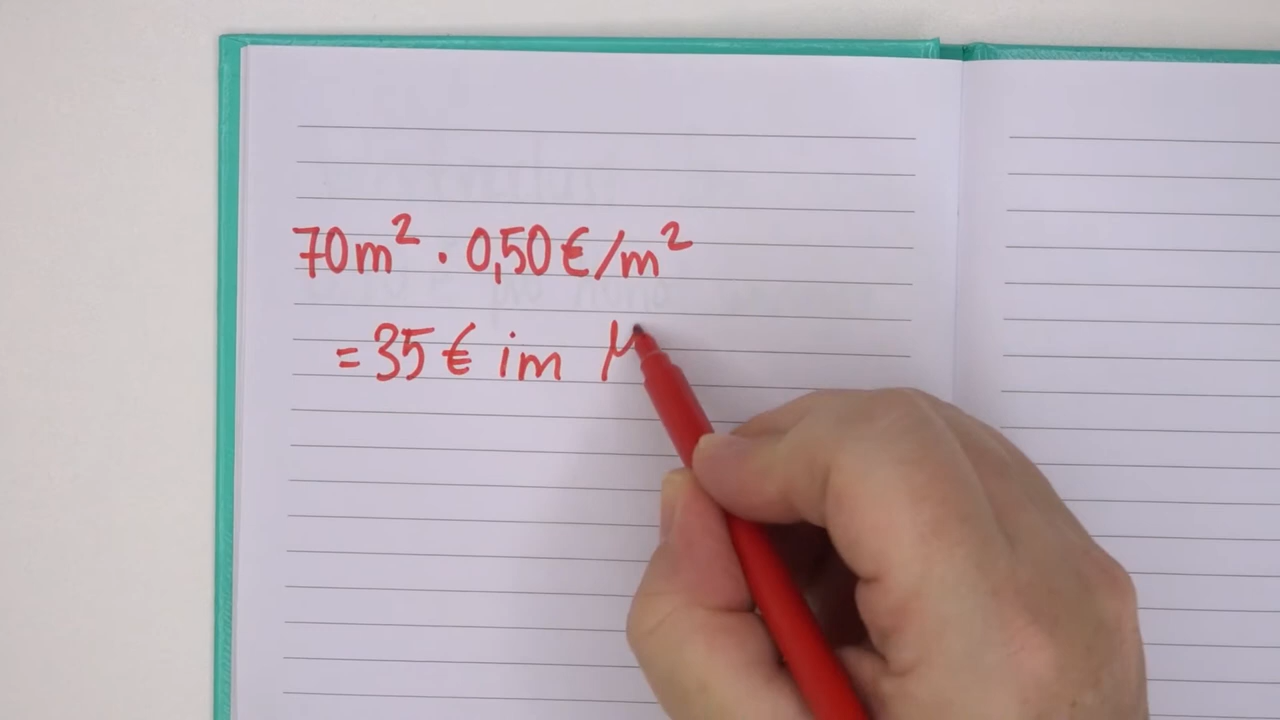 70m² · 0,50€/m²
= 35€ im M